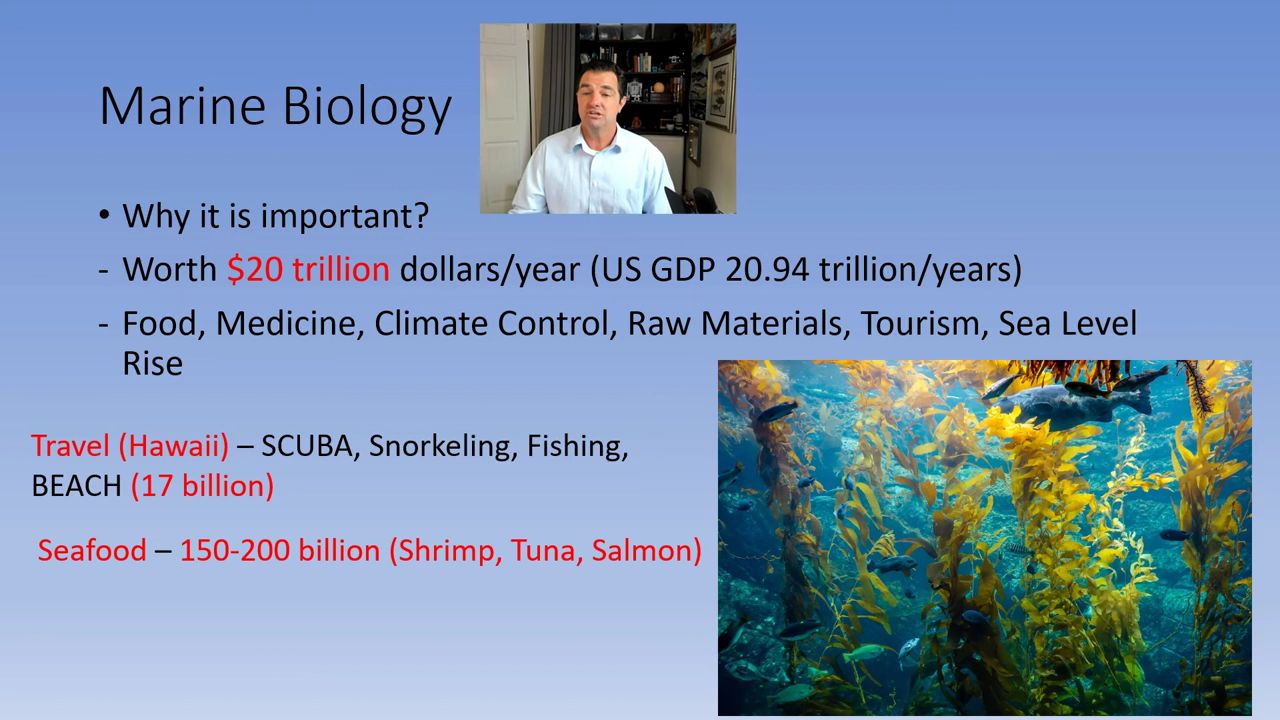 Marine Biology
• Why it is important?
- Worth $20 trillion dollars/year (US GDP 20.94 trillion/years)
- Food, Medicine, Climate Control, Raw Materials, Tourism, Sea Level
Rise
Travel (Hawaii) – SCUBA, Snorkeling, Fishing,
BEACH (17 billion)
Seafood – 150-200 billion (Shrimp, Tuna, Salmon)